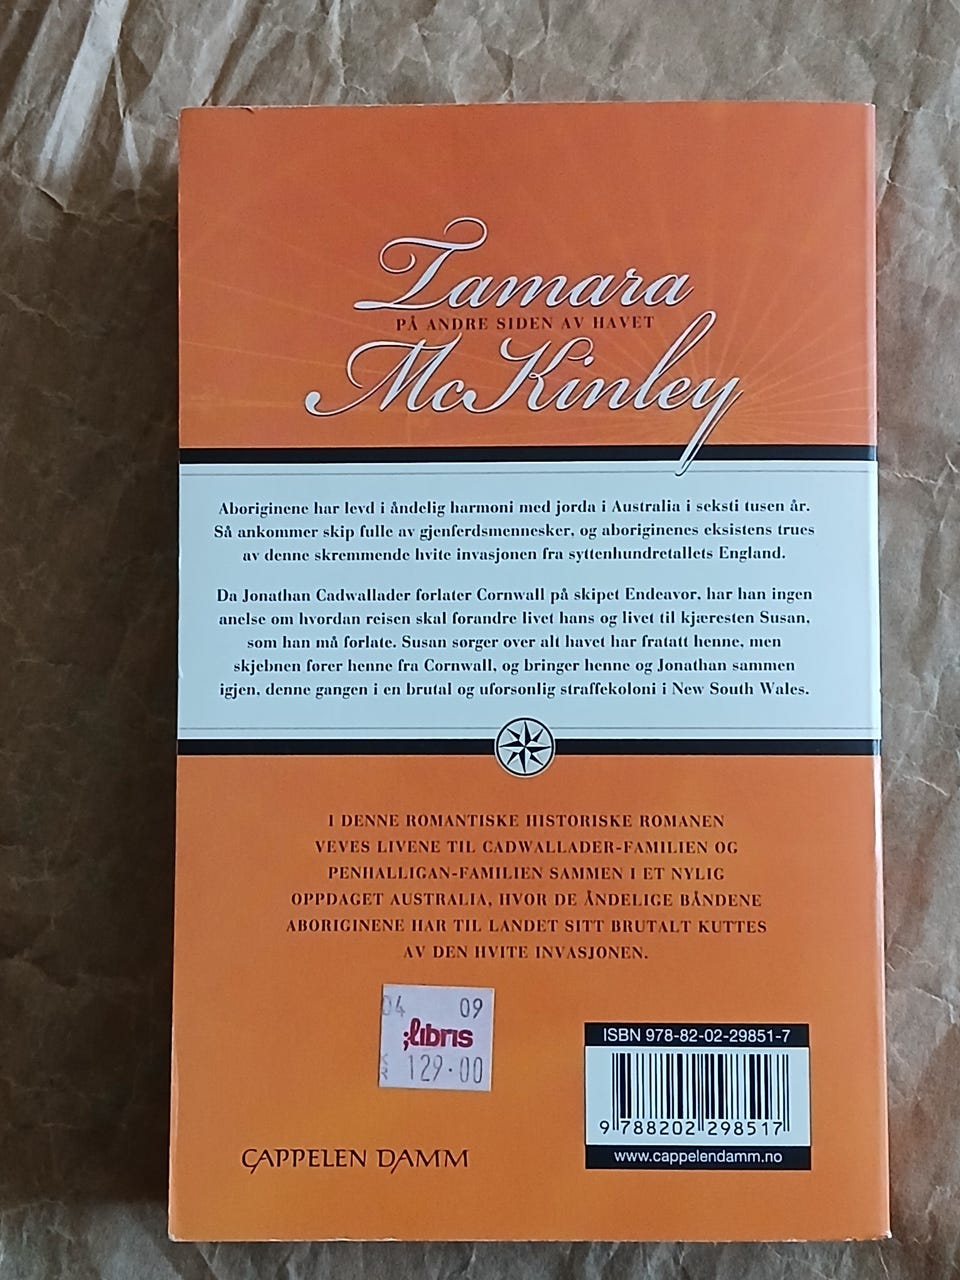 Tamara
PÅ ANDRE SIDEN AV HAVET
McKinley
Aboriginene har levd i åndelig harmoni med jorda i Australia i seksti tusen år.
Så ankommer skip fulle av gjenferdsmennesker, og aboriginenes eksistens trues
av denne skremmende hvite invasjonen fra syttenhundretallets England.
Da Jonathan Cadwallader forlater Cornwall på skipet Endeavor, har han ingen
anelse om hvordan reisen skal forandre livet hans og livet til kjæresten Susan,
som han må forlate. Susan sørger over alt havet har fratatt henne, men
skjebnen fører henne fra Cornwall, og bringer henne og Jonathan sammen
igjen, denne gangen i en brutal og uforsonlig straffekoloni i New South Wales.
I DENNE ROMANTISKE HISTORISKE ROMANEN
VEVES LIVENE TIL CADWALLADER-FAMILIEN OG
PENHALLIGAN-FAMILIEN SAMMEN I ET NYLIG
OPPDAGET AUSTRALIA, HVOR DE ÅNDELIGE BÅNDENE
ABORIGINENE HAR TIL LANDET SITT BRUTALT KUTTES
AV DEN HVITE INVASJONEN.
04 09
libris
129.00
ISBN 978-82-02-29851-7
9 788202 298517
www.cappelendamm.no
CAPPELEN DAMM